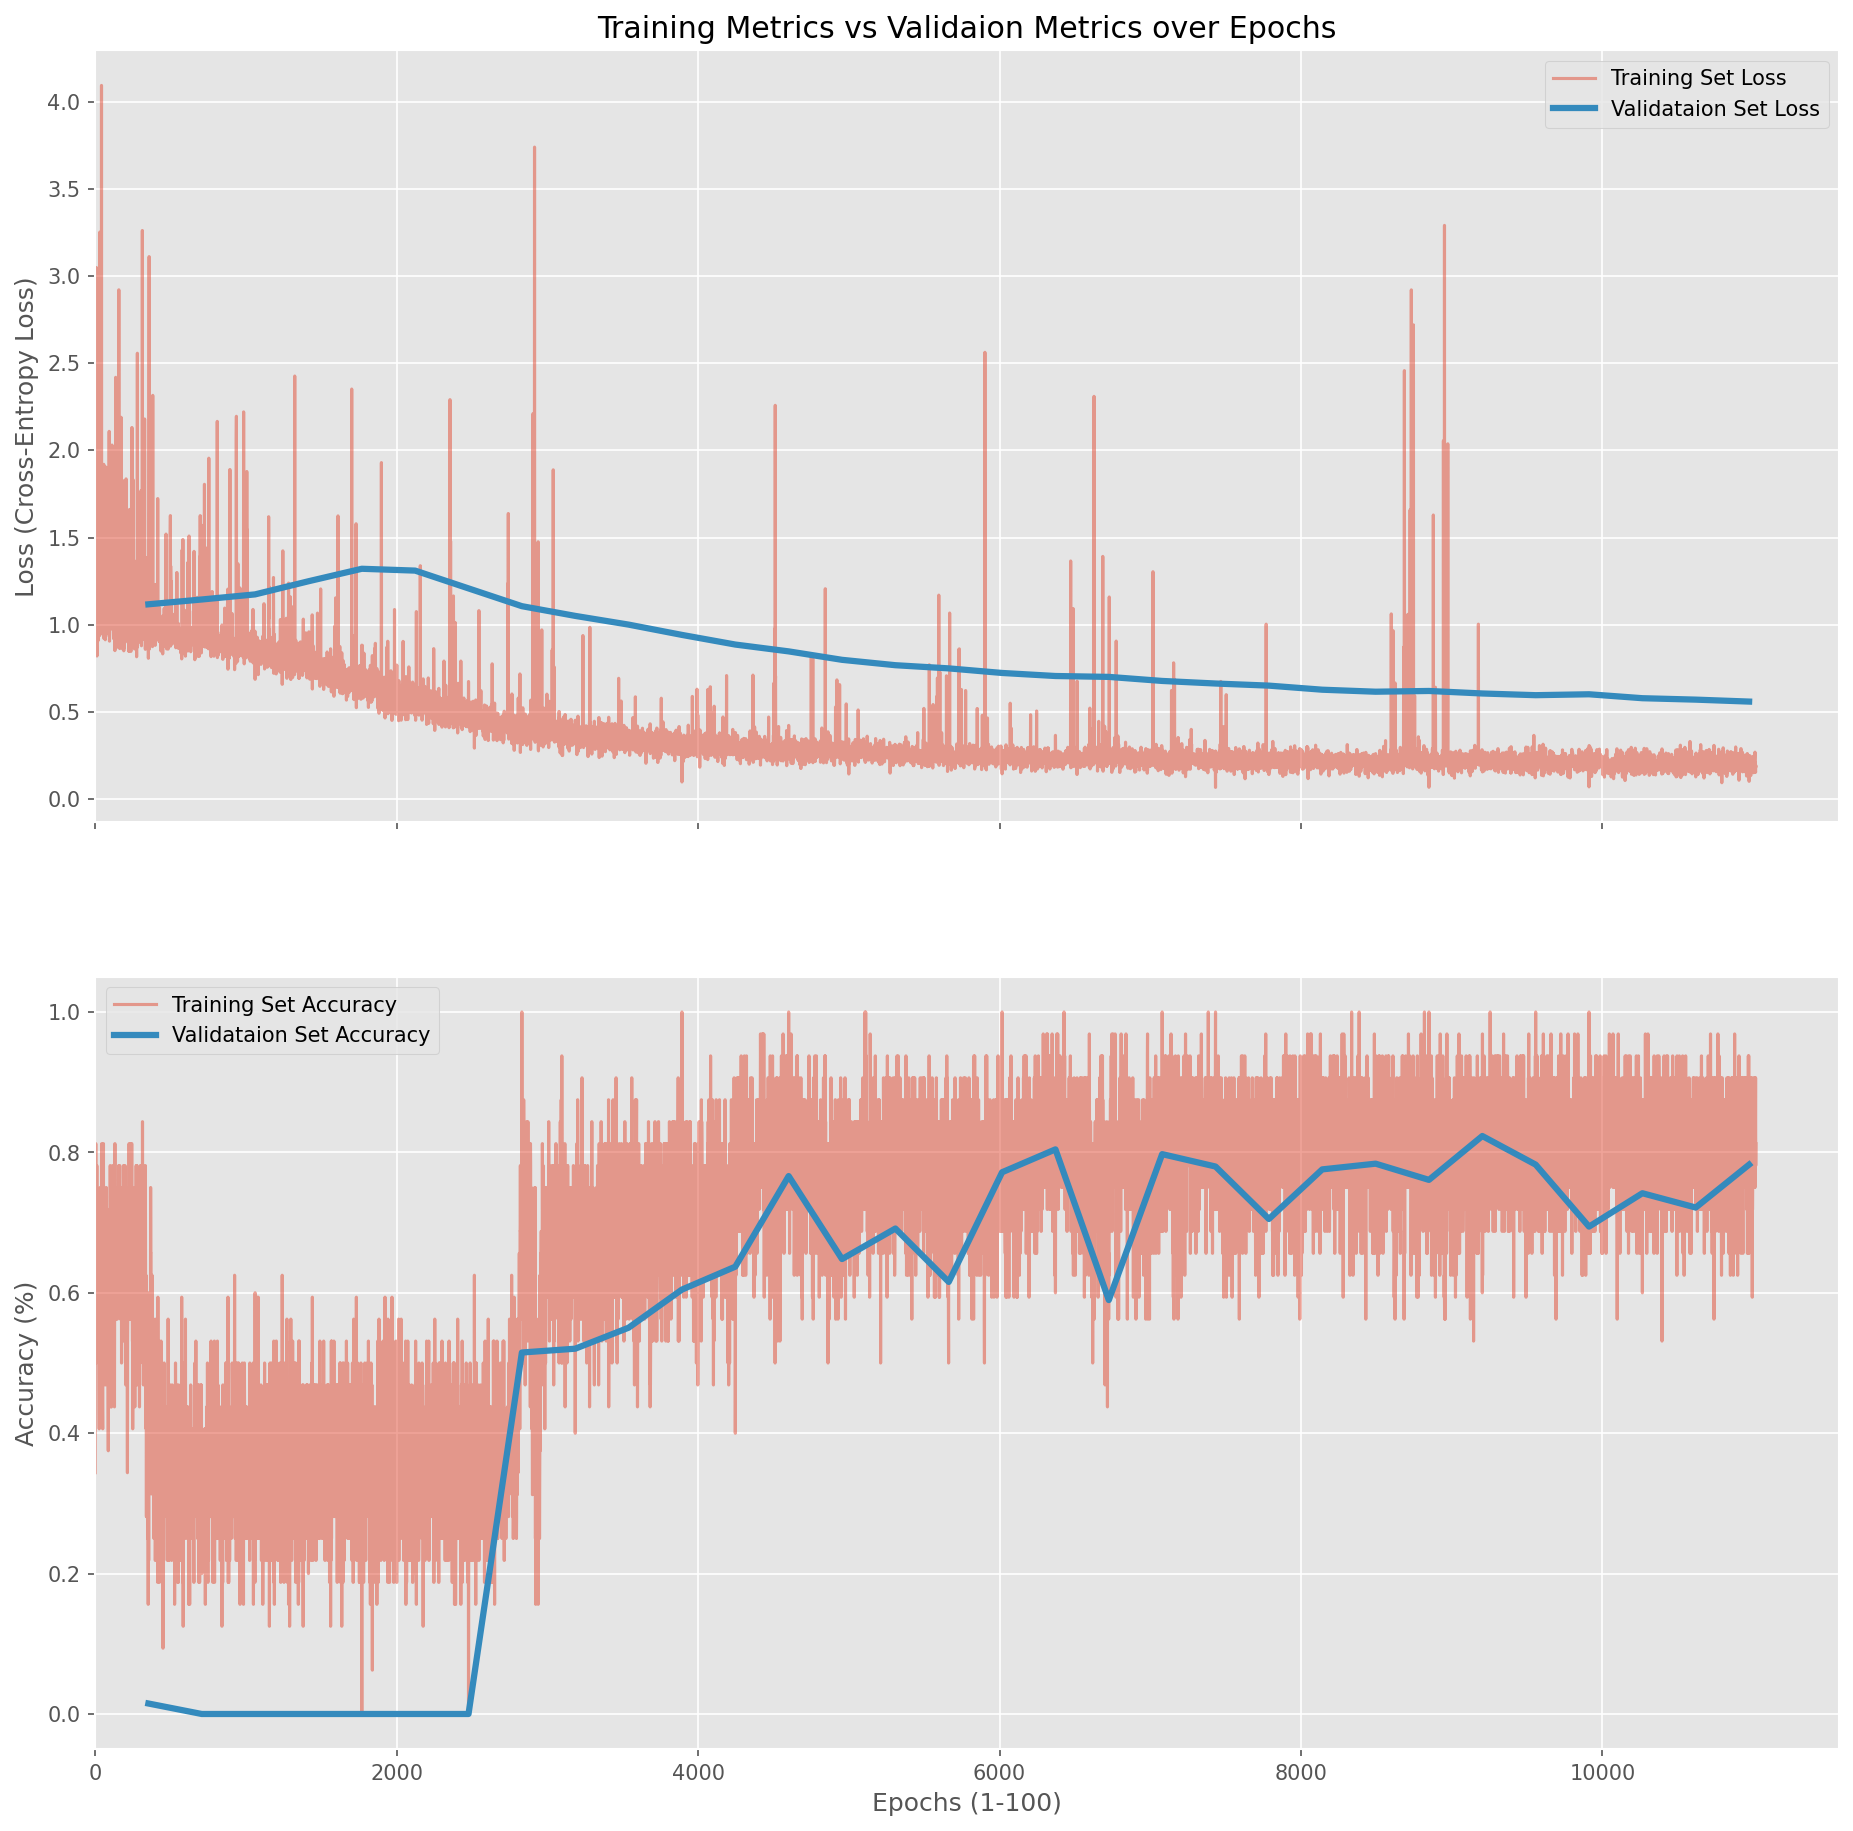 Training Metrics vs Validaion Metrics over Epochs
Training Set Loss
Validataion Set Loss
Loss (Cross-Entropy Loss)
4.0
3.5
3.0
2.5
2.0
1.5
1.0
0.5
0.0
Training Set Accuracy
Validataion Set Accuracy
Accuracy (%)
1.0
0.8
0.6
0.4
0.2
0.0
0 2000 4000 6000 8000 10000
Epochs (1-100)